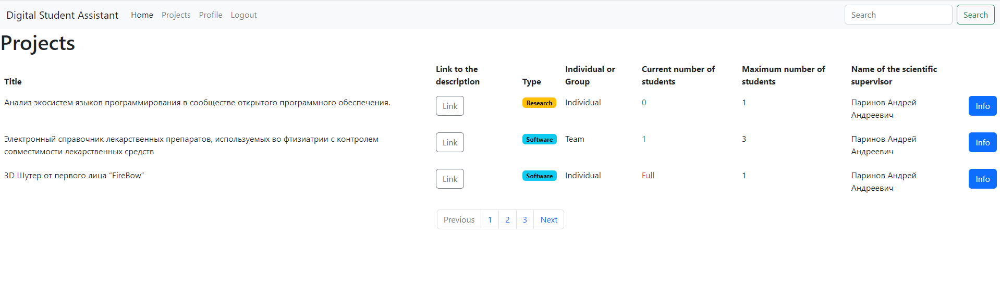 Digital Student Assistant Home Projects Profile Logout Search Search
Projects
Link to the Individual or Current number of Maximum number of Name of the scientific
Title description Type Group students students supervisor
Анализ экосистем языков программирования в сообществе открытого программного обеспечения. Link Research Individual 0 1 Паринов Андрей Info
Андреевич
Электронный справочник лекарственных препаратов, используемых во фтизиатрии с контролем Link Software Team 1 3 Паринов Андрей Info
совместимости лекарственных средств Андреевич
3D Шутер от первого лица “FireBow” Link Software Individual Full 1 Паринов Андрей Info
Андреевич
Previous 1 2 3 Next